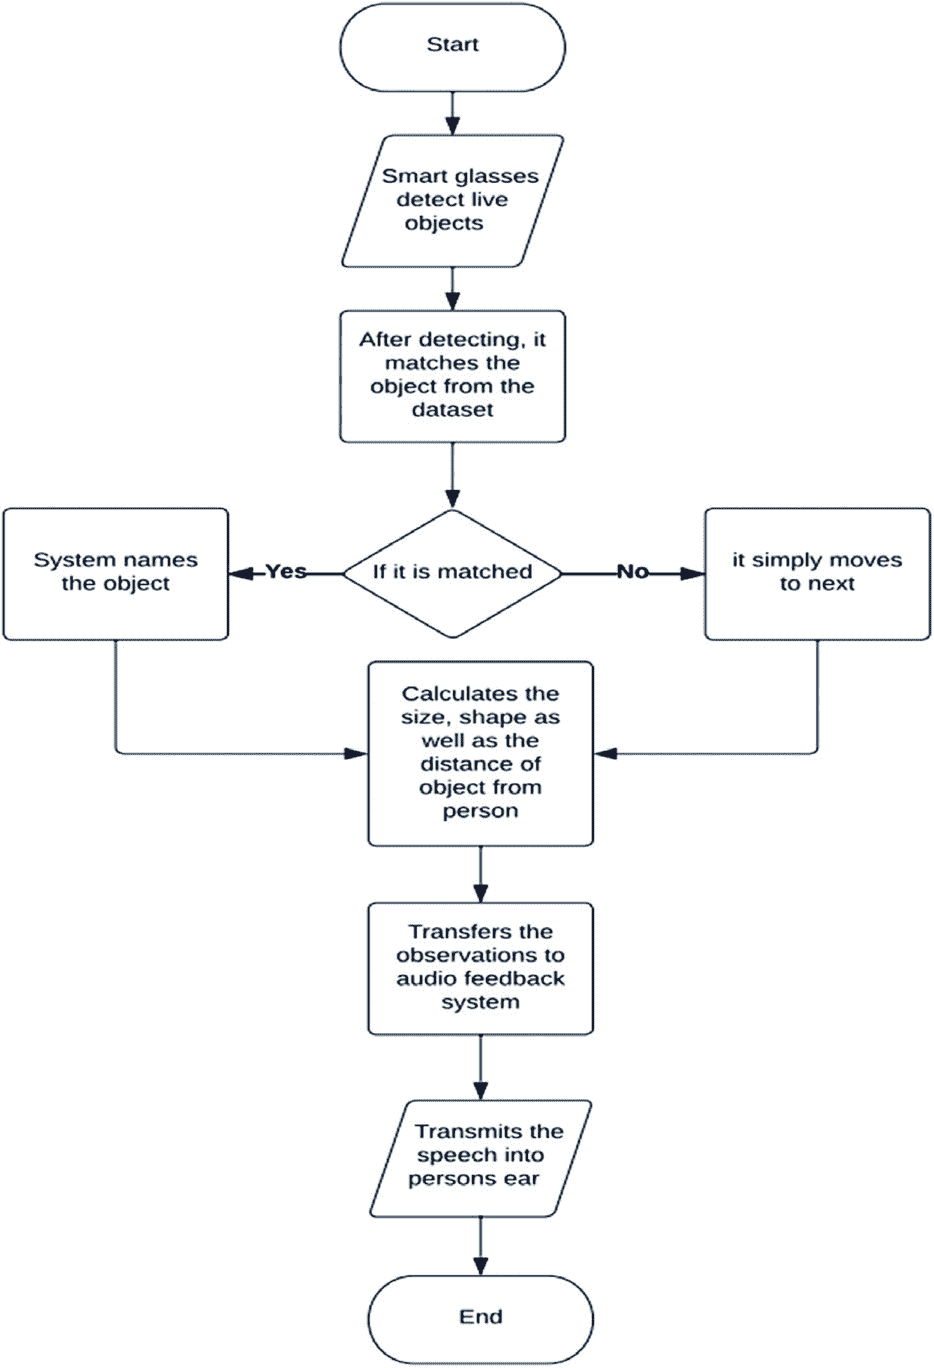 Start
Smart glasses
detect live
objects
After detecting, it
matches the
object from the
dataset
If it is matched
Yes
System names
the object
No
it simply moves
to next
Calculates the
size, shape as
well as the
distance of
object from
person
Transfers the
observations to
audio feedback
system
Transmits the
speech into
persons ear
End